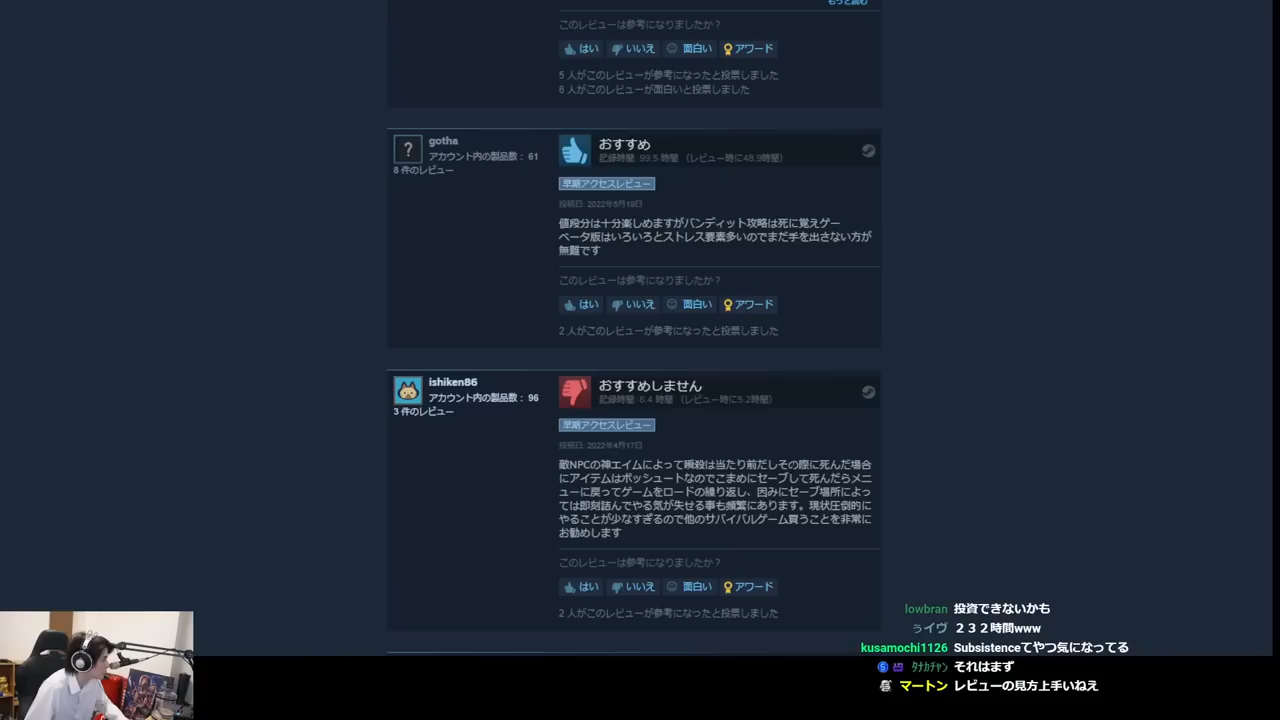 もっと読む
このレビューは参考になりましたか？
はい いいえ 面白い アワード
5 人がこのレビューが参考になったと投票しました
6 人がこのレビューが面白いと投票しました
gotha
アカウント内の製品数： 61
8 件のレビュー
おすすめ
記録時間: 99.5 時間 （レビュー時に48.9時間）
早期アクセスレビュー
投稿日: 2022年5月19日
値段分は十分楽しめますがバンディット攻略は死に覚えゲー
ベータ版はいろいろとストレス要素多いのでまだ手を出さない方が
無難です
このレビューは参考になりましたか？
はい いいえ 面白い アワード
2 人がこのレビューが参考になったと投票しました
ishiken86
アカウント内の製品数： 96
3 件のレビュー
おすすめしません
記録時間: 6.4 時間 （レビュー時に5.2時間）
早期アクセスレビュー
投稿日: 2022年4月17日
敵NPCの神エイムによって瞬殺は当たり前だしその際に死んだ場合
にアイテムはボッシュートなのでこまめにセーブして死んだらメニ
ューに戻ってゲームをロードの繰り返し、因みにセーブ場所によっ
ては即刻詰んでやる気が失せる事も頻繁にあります。現状圧倒的に
やることが少なすぎるので他のサバイバルゲーム買うことを非常に
お勧めします
このレビューは参考になりましたか？
はい いいえ 面白い アワード
2 人がこのレビューが参考になったと投票しました
lowbran 投資できないかも
ぅイヴ ２３２時間www
kusamochi1126 Subsistenceてやつ気になってる
ﾀﾅｶﾁｬﾝ それはまず
マートン レビューの見方上手いねえ